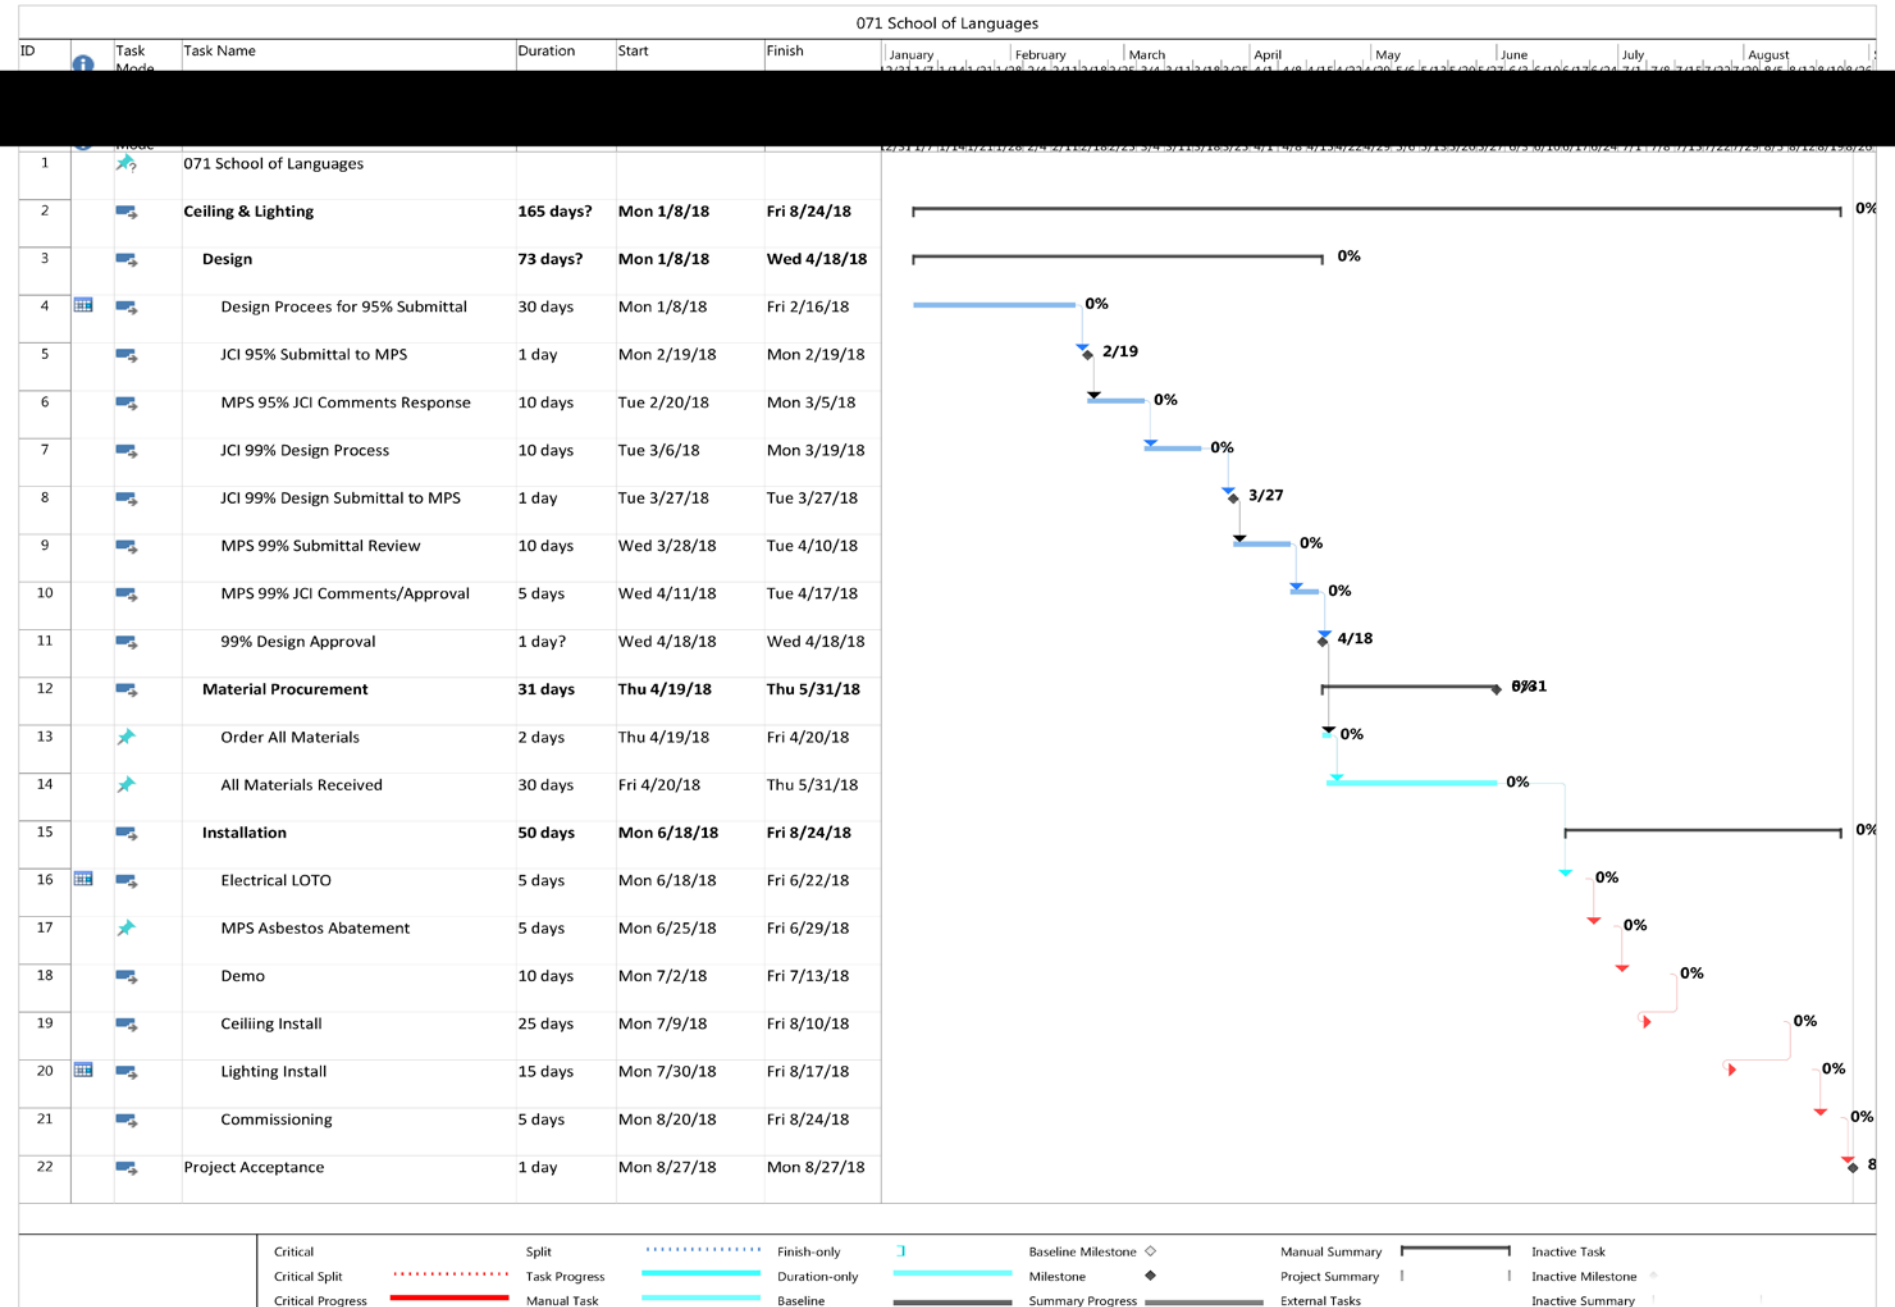 071 School of Languages
ID Task Mode Task Name Duration Start Finish January February March April May June July August
1 071 School of Languages
2 Ceiling & Lighting 165 days? Mon 1/8/18 Fri 8/24/18 0%
3 Design 73 days? Mon 1/8/18 Wed 4/18/18 0%
4 Design Procees for 95% Submittal 30 days Mon 1/8/18 Fri 2/16/18 0%
5 JCI 95% Submittal to MPS 1 day Mon 2/19/18 Mon 2/19/18 2/19
6 MPS 95% JCI Comments Response 10 days Tue 2/20/18 Mon 3/5/18 0%
7 JCI 99% Design Process 10 days Tue 3/6/18 Mon 3/19/18 0%
8 JCI 99% Design Submittal to MPS 1 day Tue 3/27/18 Tue 3/27/18 3/27
9 MPS 99% Submittal Review 10 days Wed 3/28/18 Tue 4/10/18 0%
10 MPS 99% JCI Comments/Approval 5 days Wed 4/11/18 Tue 4/17/18 0%
11 99% Design Approval 1 day? Wed 4/18/18 Wed 4/18/18 4/18
12 Material Procurement 31 days Thu 4/19/18 Thu 5/31/18
13 Order All Materials 2 days Thu 4/19/18 Fri 4/20/18 0%
14 All Materials Received 30 days Fri 4/20/18 Thu 5/31/18 0%
15 Installation 50 days Mon 6/18/18 Fri 8/24/18 0%
16 Electrical LOTO 5 days Mon 6/18/18 Fri 6/22/18 0%
17 MPS Asbestos Abatement 5 days Mon 6/25/18 Fri 6/29/18 0%
18 Demo 10 days Mon 7/2/18 Fri 7/13/18 0%
19 Ceiliing Install 25 days Mon 7/9/18 Fri 8/10/18 0%
20 Lighting Install 15 days Mon 7/30/18 Fri 8/17/18 0%
21 Commissioning 5 days Mon 8/20/18 Fri 8/24/18 0%
22 Project Acceptance 1 day Mon 8/27/18 Mon 8/27/18 8
Critical Split Finish-only Baseline Milestone Manual Summary Inactive Task
Critical Split Task Progress Duration-only Milestone Project Summary Inactive Milestone
Critical Progress Manual Task Baseline Summary Progress External Tasks Inactive Summary